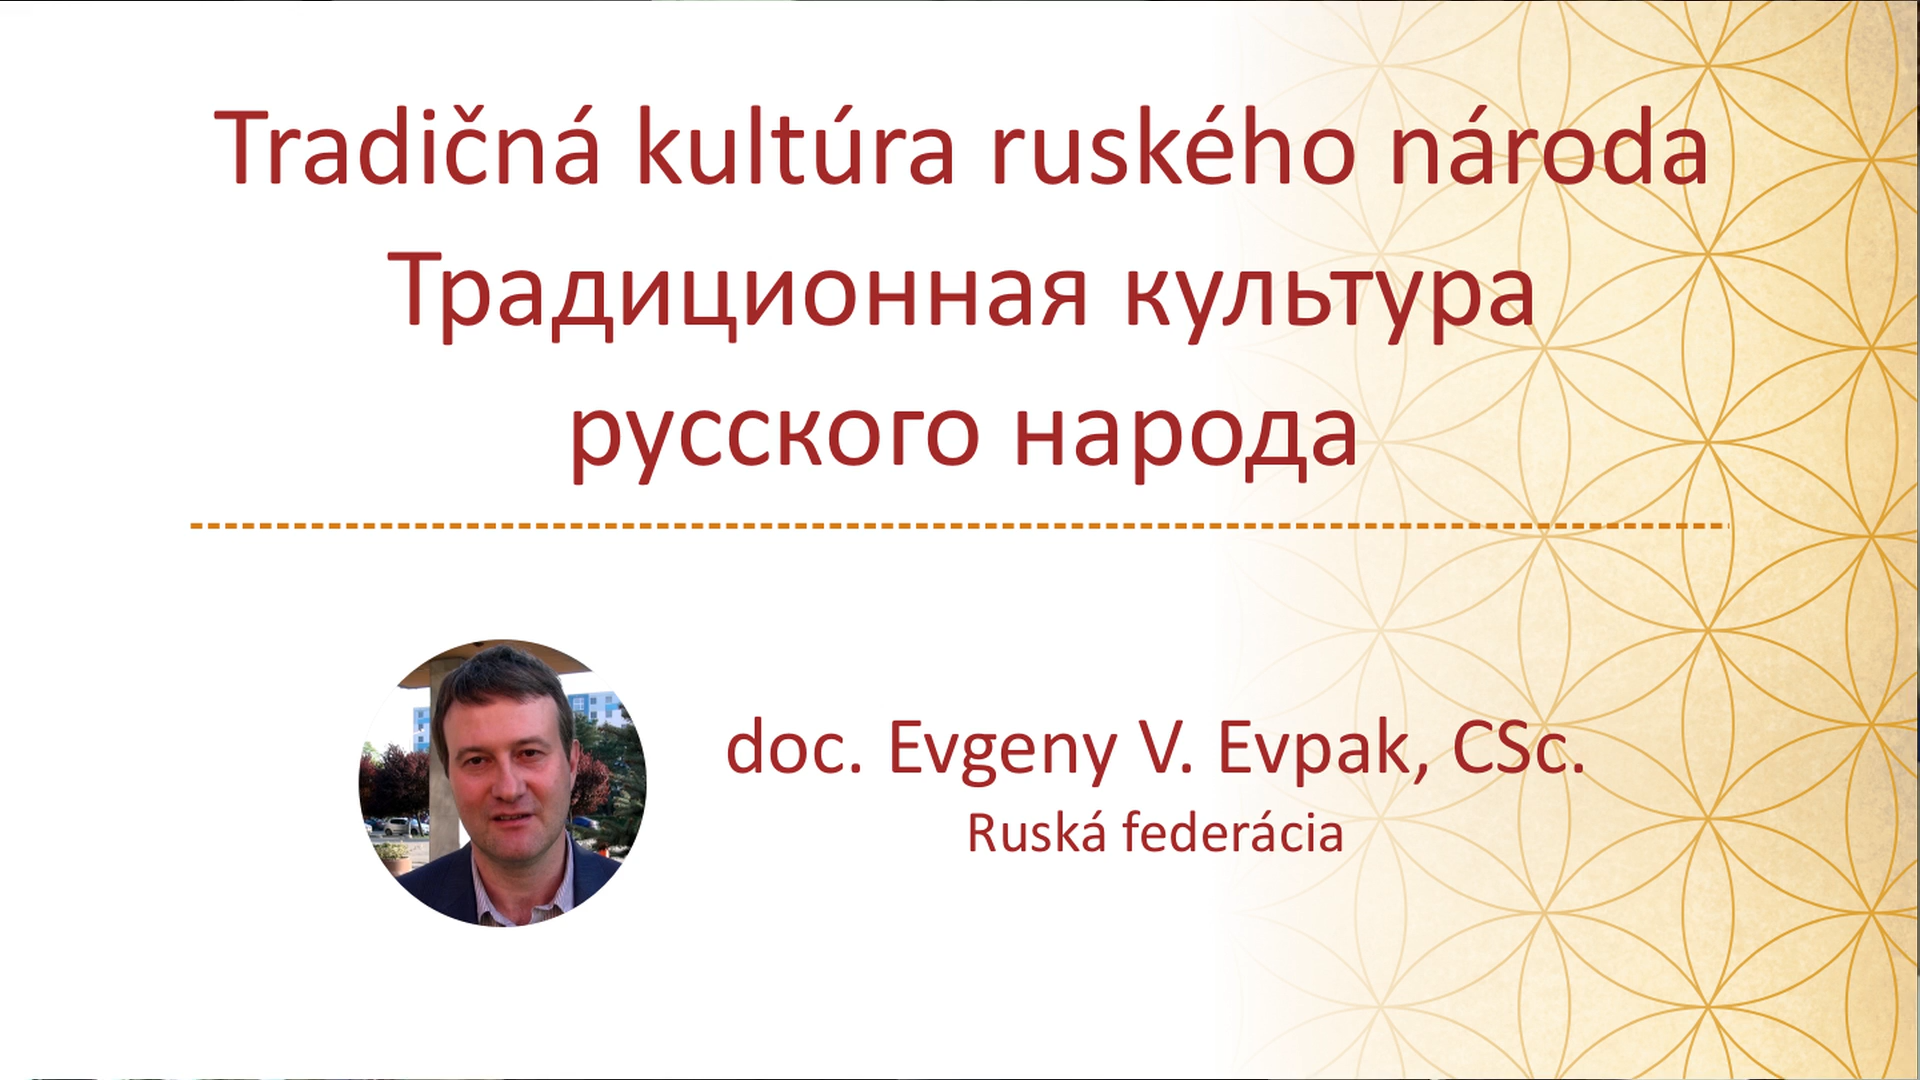 Tradičná kultúra ruského národa
Традиционная культура
русского народа
doc. Evgeny V. Evpak, CSc.
Ruská federácia